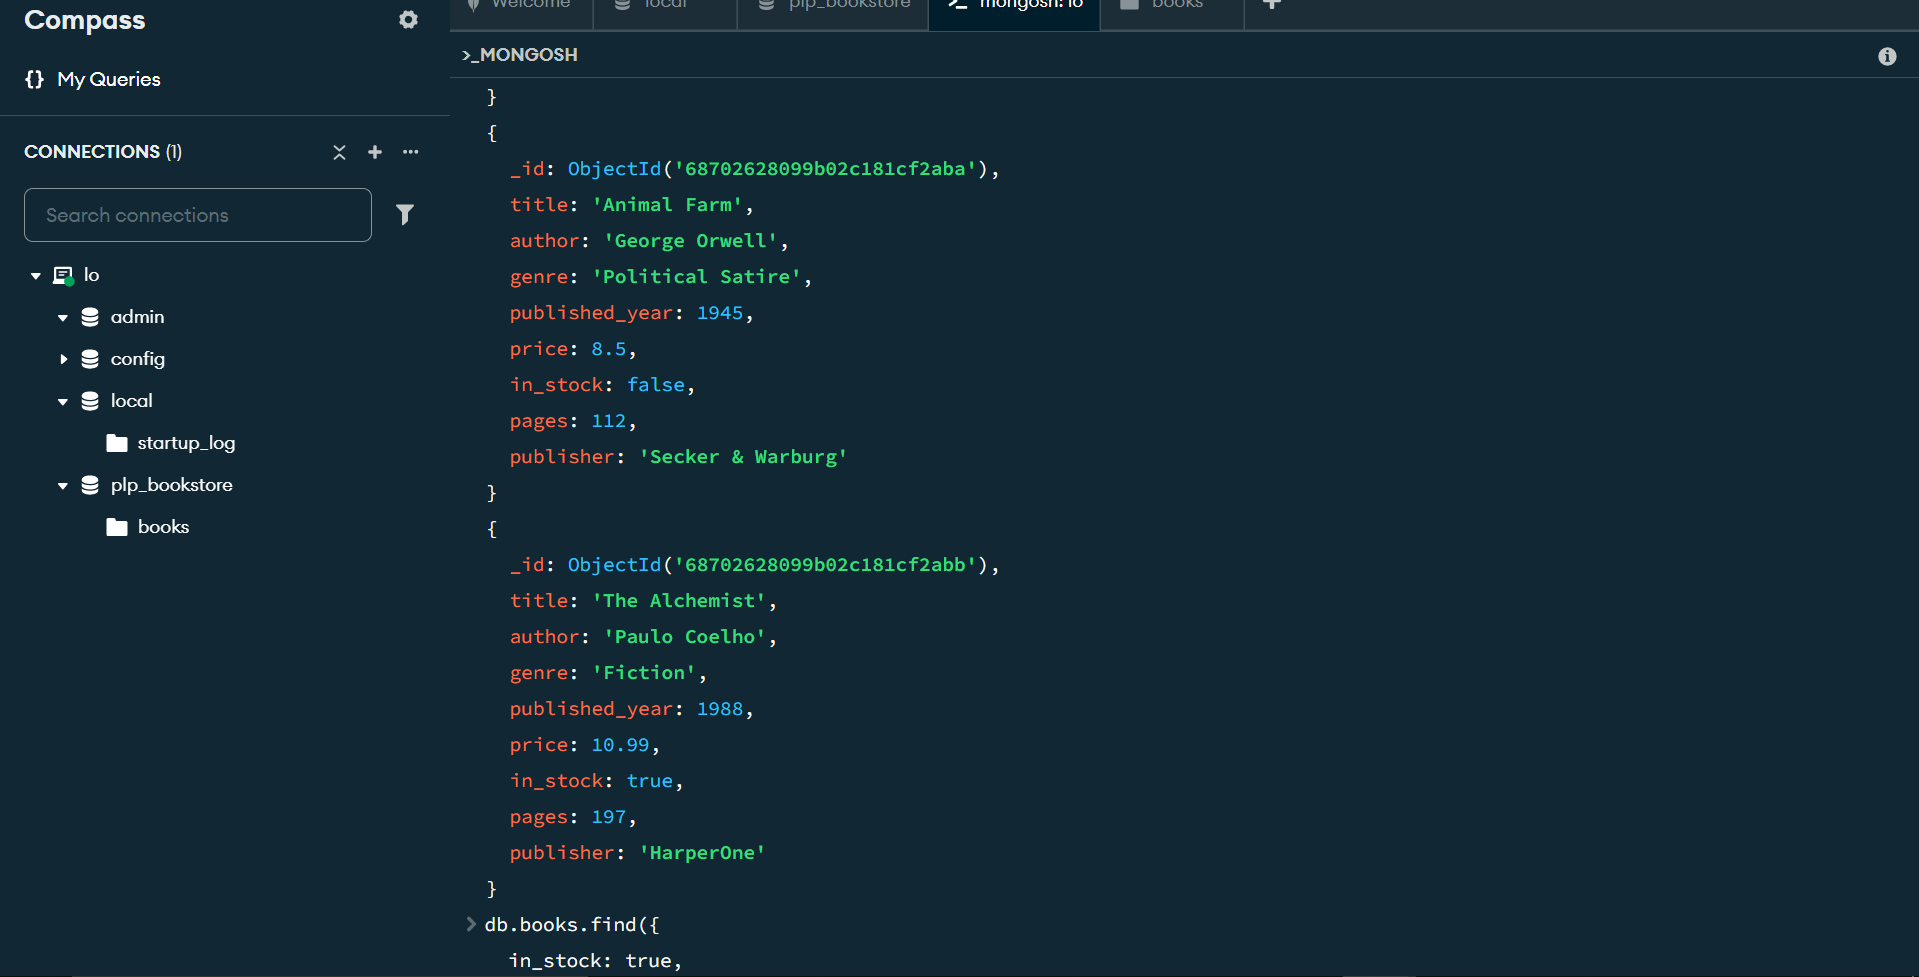 Compass
My Queries
CONNECTIONS (1)
Search connections
lo
admin
config
local
startup_log
plp_bookstore
books
Welcome
local
plp_bookstore
mongosh: lo
books
>_MONGOSH
}
{
_id: ObjectId('68702628099b02c181cf2aba'),
title: 'Animal Farm',
author: 'George Orwell',
genre: 'Political Satire',
published_year: 1945,
price: 8.5,
in_stock: false,
pages: 112,
publisher: 'Secker & Warburg'
}
{
_id: ObjectId('68702628099b02c181cf2abb'),
title: 'The Alchemist',
author: 'Paulo Coelho',
genre: 'Fiction',
published_year: 1988,
price: 10.99,
in_stock: true,
pages: 197,
publisher: 'HarperOne'
}
> db.books.find({
in_stock: true,